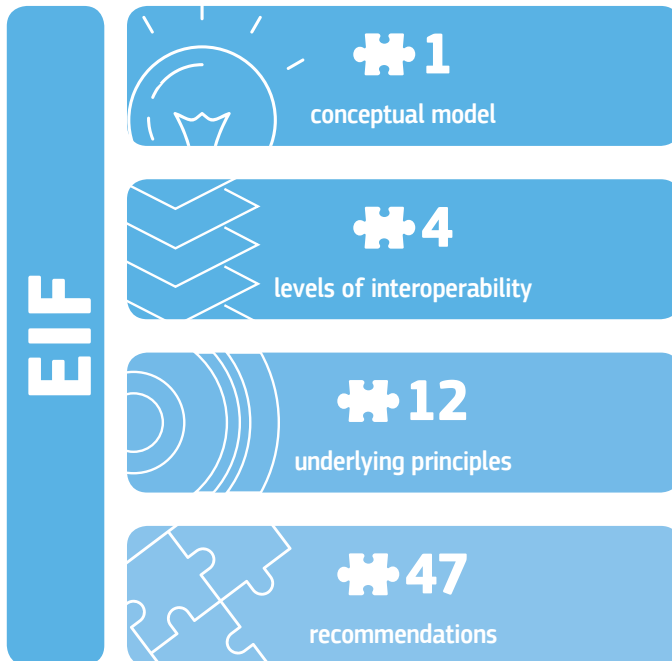 EIF
1
conceptual model
4
levels of interoperability
12
underlying principles
47
recommendations